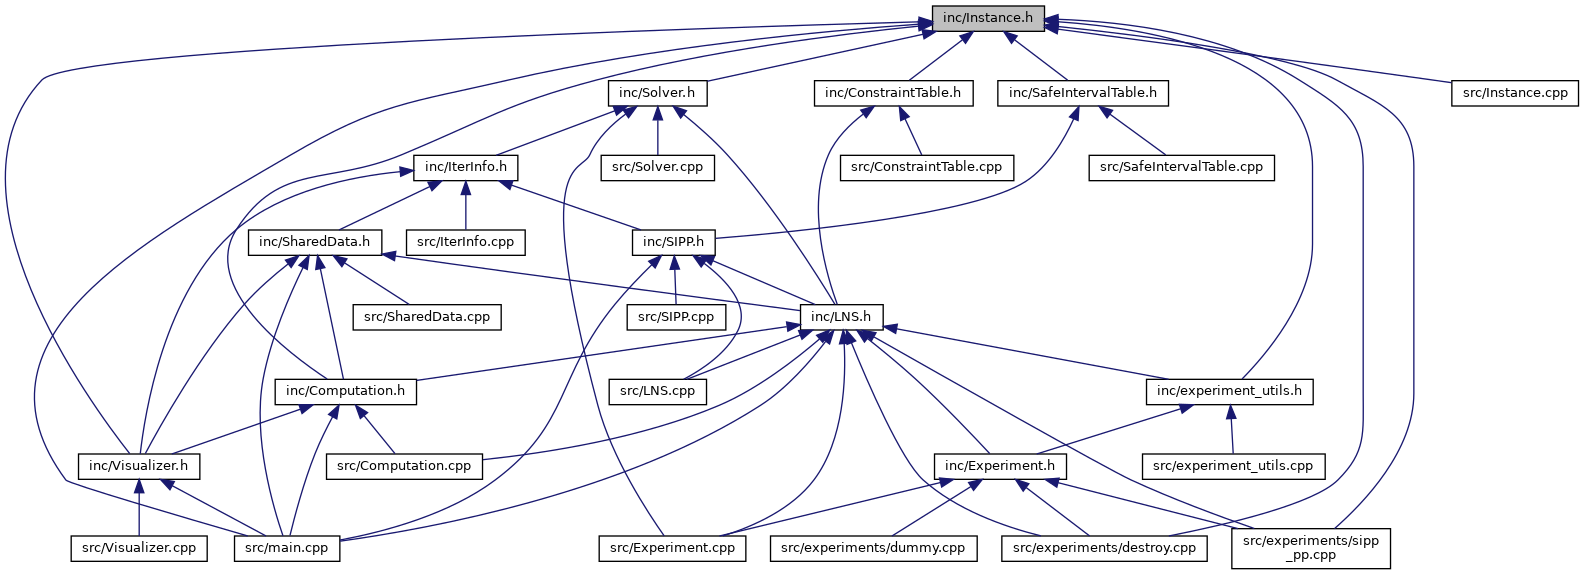 inc/Instance.h
inc/Solver.h
inc/ConstraintTable.h
inc/SafeIntervalTable.h
src/Instance.cpp
inc/IterInfo.h
src/Solver.cpp
src/ConstraintTable.cpp
src/SafeIntervalTable.cpp
inc/SharedData.h
src/IterInfo.cpp
inc/SIPP.h
src/SharedData.cpp
src/SIPP.cpp
inc/LNS.h
inc/Computation.h
src/LNS.cpp
inc/experiment_utils.h
inc/Visualizer.h
src/Computation.cpp
inc/Experiment.h
src/experiment_utils.cpp
src/Visualizer.cpp
src/main.cpp
src/Experiment.cpp
src/experiments/dummy.cpp
src/experiments/destroy.cpp
src/experiments/sipp
_pp.cpp